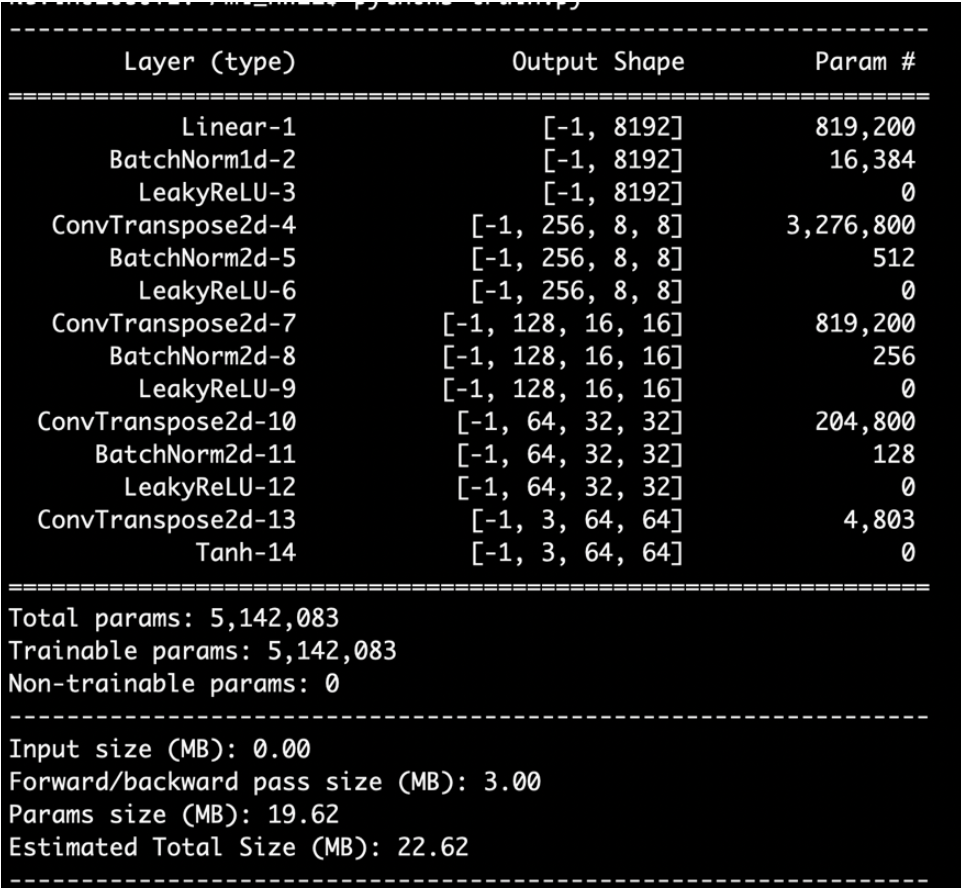 ----------------------------------------------------------------
Layer (type) Output Shape Param #
================================================================
Linear-1 [-1, 8192] 819,200
BatchNorm1d-2 [-1, 8192] 16,384
LeakyReLU-3 [-1, 8192] 0
ConvTranspose2d-4 [-1, 256, 8, 8] 3,276,800
BatchNorm2d-5 [-1, 256, 8, 8] 512
LeakyReLU-6 [-1, 256, 8, 8] 0
ConvTranspose2d-7 [-1, 128, 16, 16] 819,200
BatchNorm2d-8 [-1, 128, 16, 16] 256
LeakyReLU-9 [-1, 128, 16, 16] 0
ConvTranspose2d-10 [-1, 64, 32, 32] 204,800
BatchNorm2d-11 [-1, 64, 32, 32] 128
LeakyReLU-12 [-1, 64, 32, 32] 0
ConvTranspose2d-13 [-1, 3, 64, 64] 4,803
Tanh-14 [-1, 3, 64, 64] 0
================================================================
Total params: 5,142,083
Trainable params: 5,142,083
Non-trainable params: 0
----------------------------------------------------------------
Input size (MB): 0.00
Forward/backward pass size (MB): 3.00
Params size (MB): 19.62
Estimated Total Size (MB): 22.62
----------------------------------------------------------------